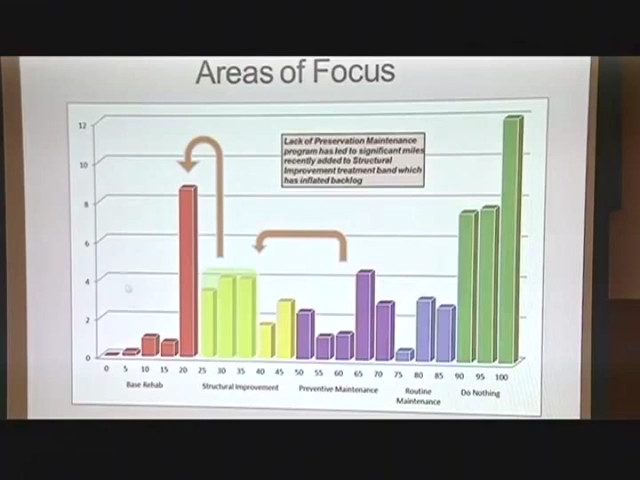 Areas of Focus
Lack of Preservation Maintenance
program has led to significant miles
recently added to Structural
Improvement treatment band which
has inflated backlog
12
10
8
6
4
2
0
0 5 10 15 20 25 30 35 40 45 50 55 60 65 70 75 80 85 90 95 100
Base Rehab Structural Improvement Preventive Maintenance Routine Do Nothing
Maintenance